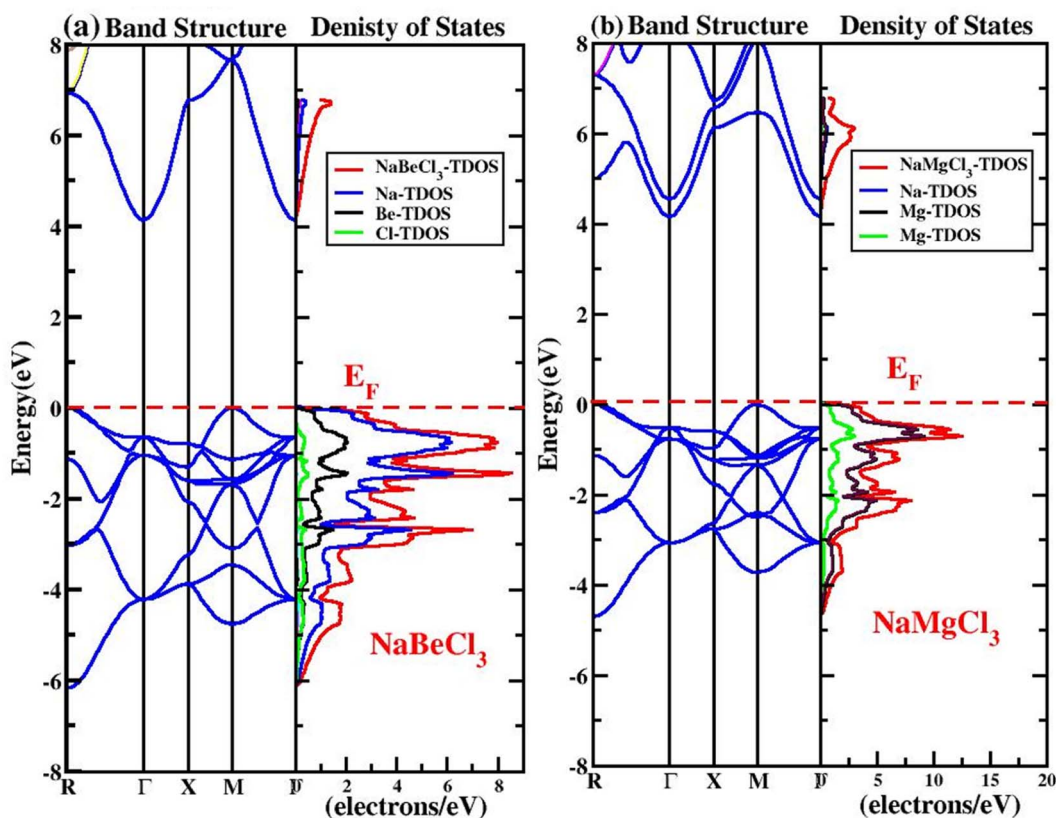 (a) Band Structure Denisty of States
8
6
4
2
0
-2
-4
-6
-8
Energy(eV)
NaBeCl3-TDOS
Na-TDOS
Be-TDOS
Cl-TDOS
EF
NaBeCl3
R Γ X M 2 4 6 8
(electrons/eV)
(b) Band Structure Density of States
8
6
4
2
0
-2
-4
-6
-8
Energy(eV)
NaMgCl3-TDOS
Na-TDOS
Mg-TDOS
Mg-TDOS
EF
NaMgCl3
R Γ X M 5 10 15 20
(electrons/eV)